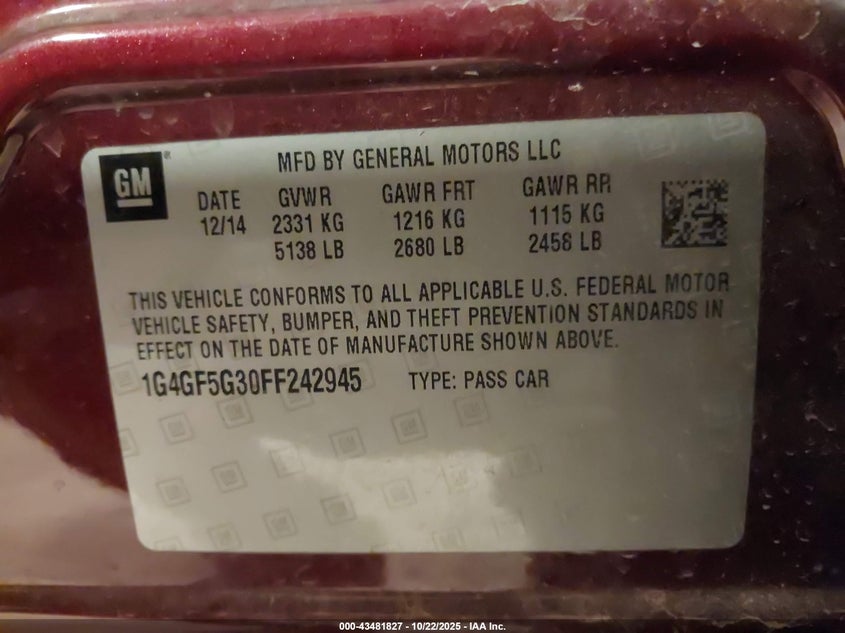 MFD BY GENERAL MOTORS LLC
GM
DATE GVWR GAWR FRT GAWR RR
12/14 2331 KG 1216 KG 1115 KG
5138 LB 2680 LB 2458 LB
THIS VEHICLE CONFORMS TO ALL APPLICABLE U.S. FEDERAL MOTOR
VEHICLE SAFETY, BUMPER, AND THEFT PREVENTION STANDARDS IN
EFFECT ON THE DATE OF MANUFACTURE SHOWN ABOVE.
1G4GF5G30FF242945 TYPE: PASS CAR
000-43481827 - 10/22/2025 - IAA Inc.